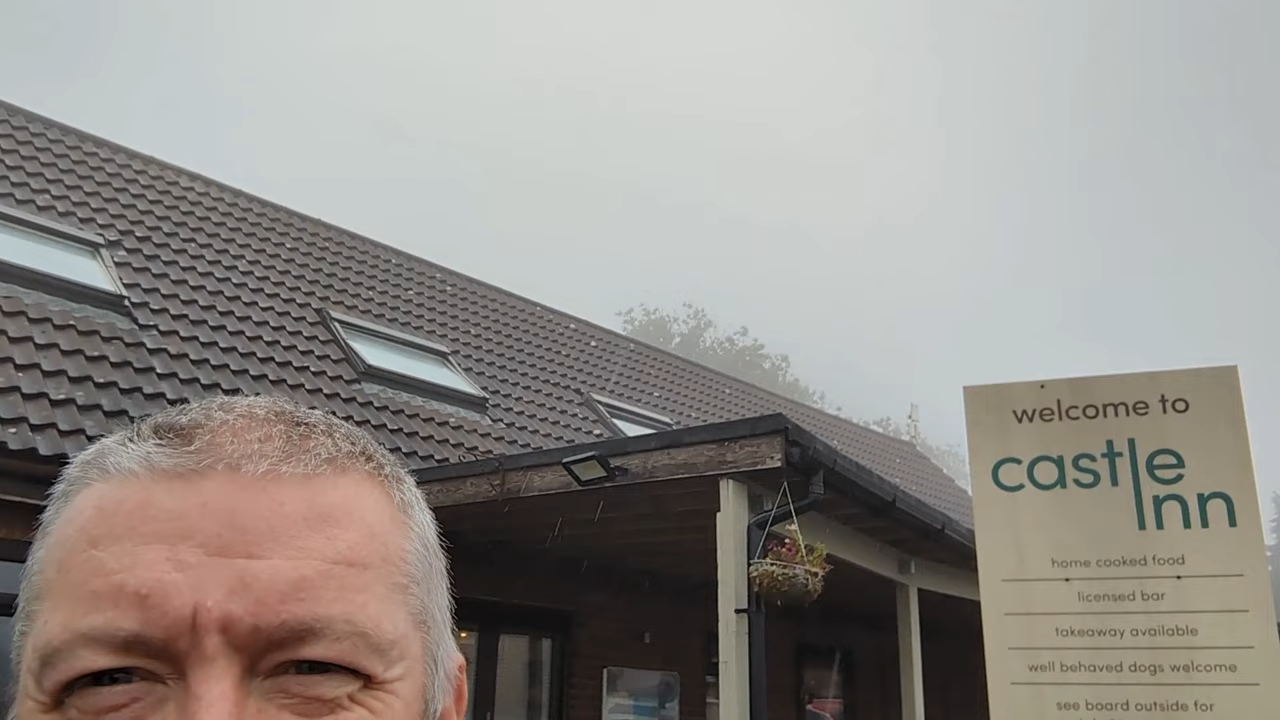 welcome to
castle
Inn
home cooked food
licensed bar
takeaway available
well behaved dogs welcome
see board outside for